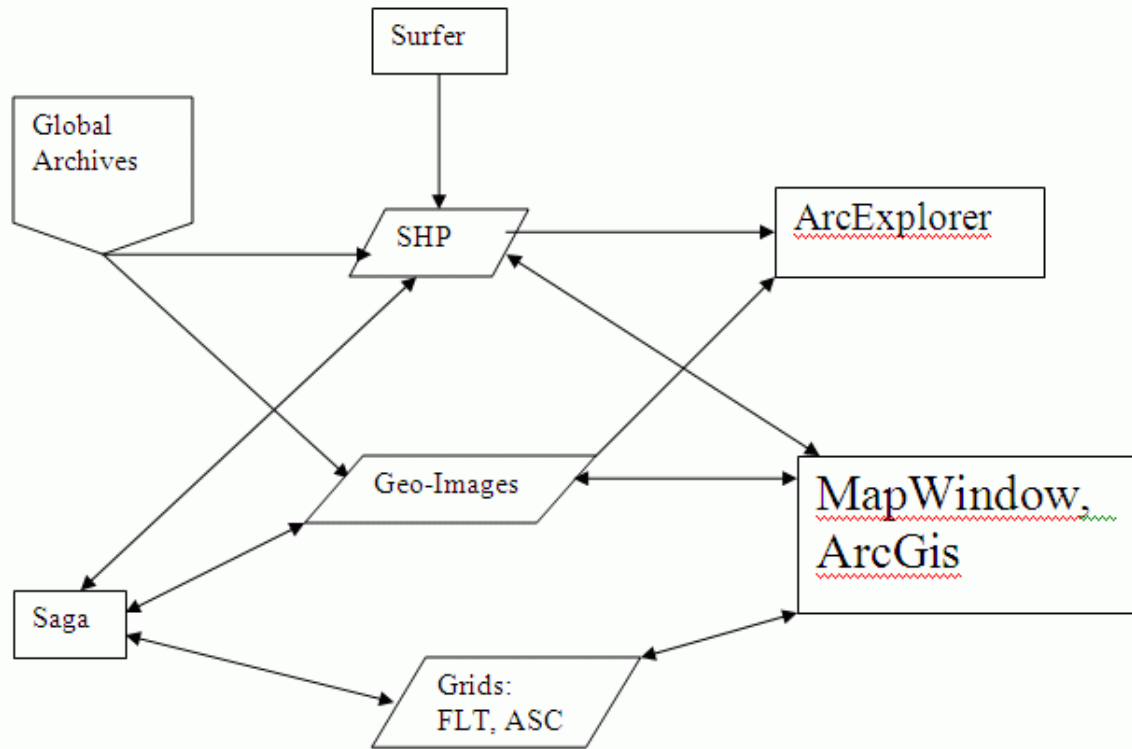 Surfer
Global
Archives
SHP
ArcExplorer
Geo-Images
MapWindow,
ArcGis
Saga
Grids:
FLT, ASC